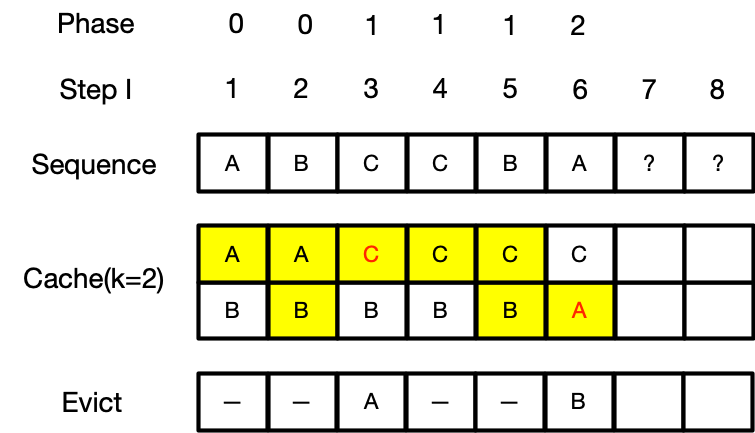 Phase 0 0 1 1 1 2
Step I 1 2 3 4 5 6 7 8
Sequence A B C C B A ? ?
Cache(k=2)
A A C C C C
B B B B B A
Evict – – A – – B